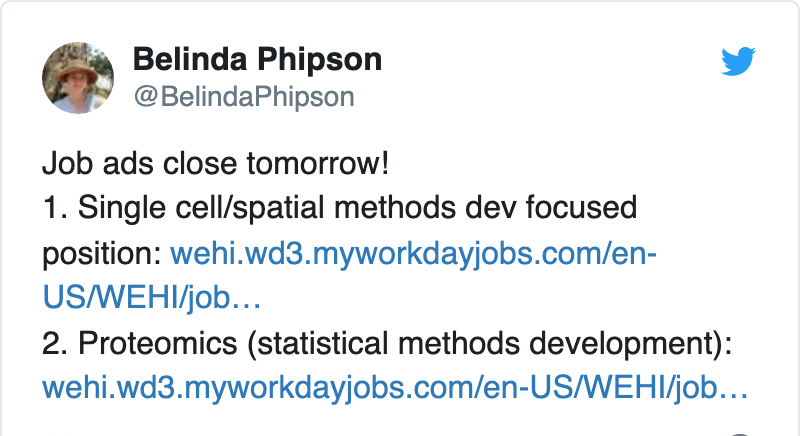 Belinda Phipson
@BelindaPhipson
Job ads close tomorrow!
1. Single cell/spatial methods dev focused
position: wehi.wd3.myworkdayjobs.com/en-
US/WEHI/job…
2. Proteomics (statistical methods development):
wehi.wd3.myworkdayjobs.com/en-US/WEHI/job…